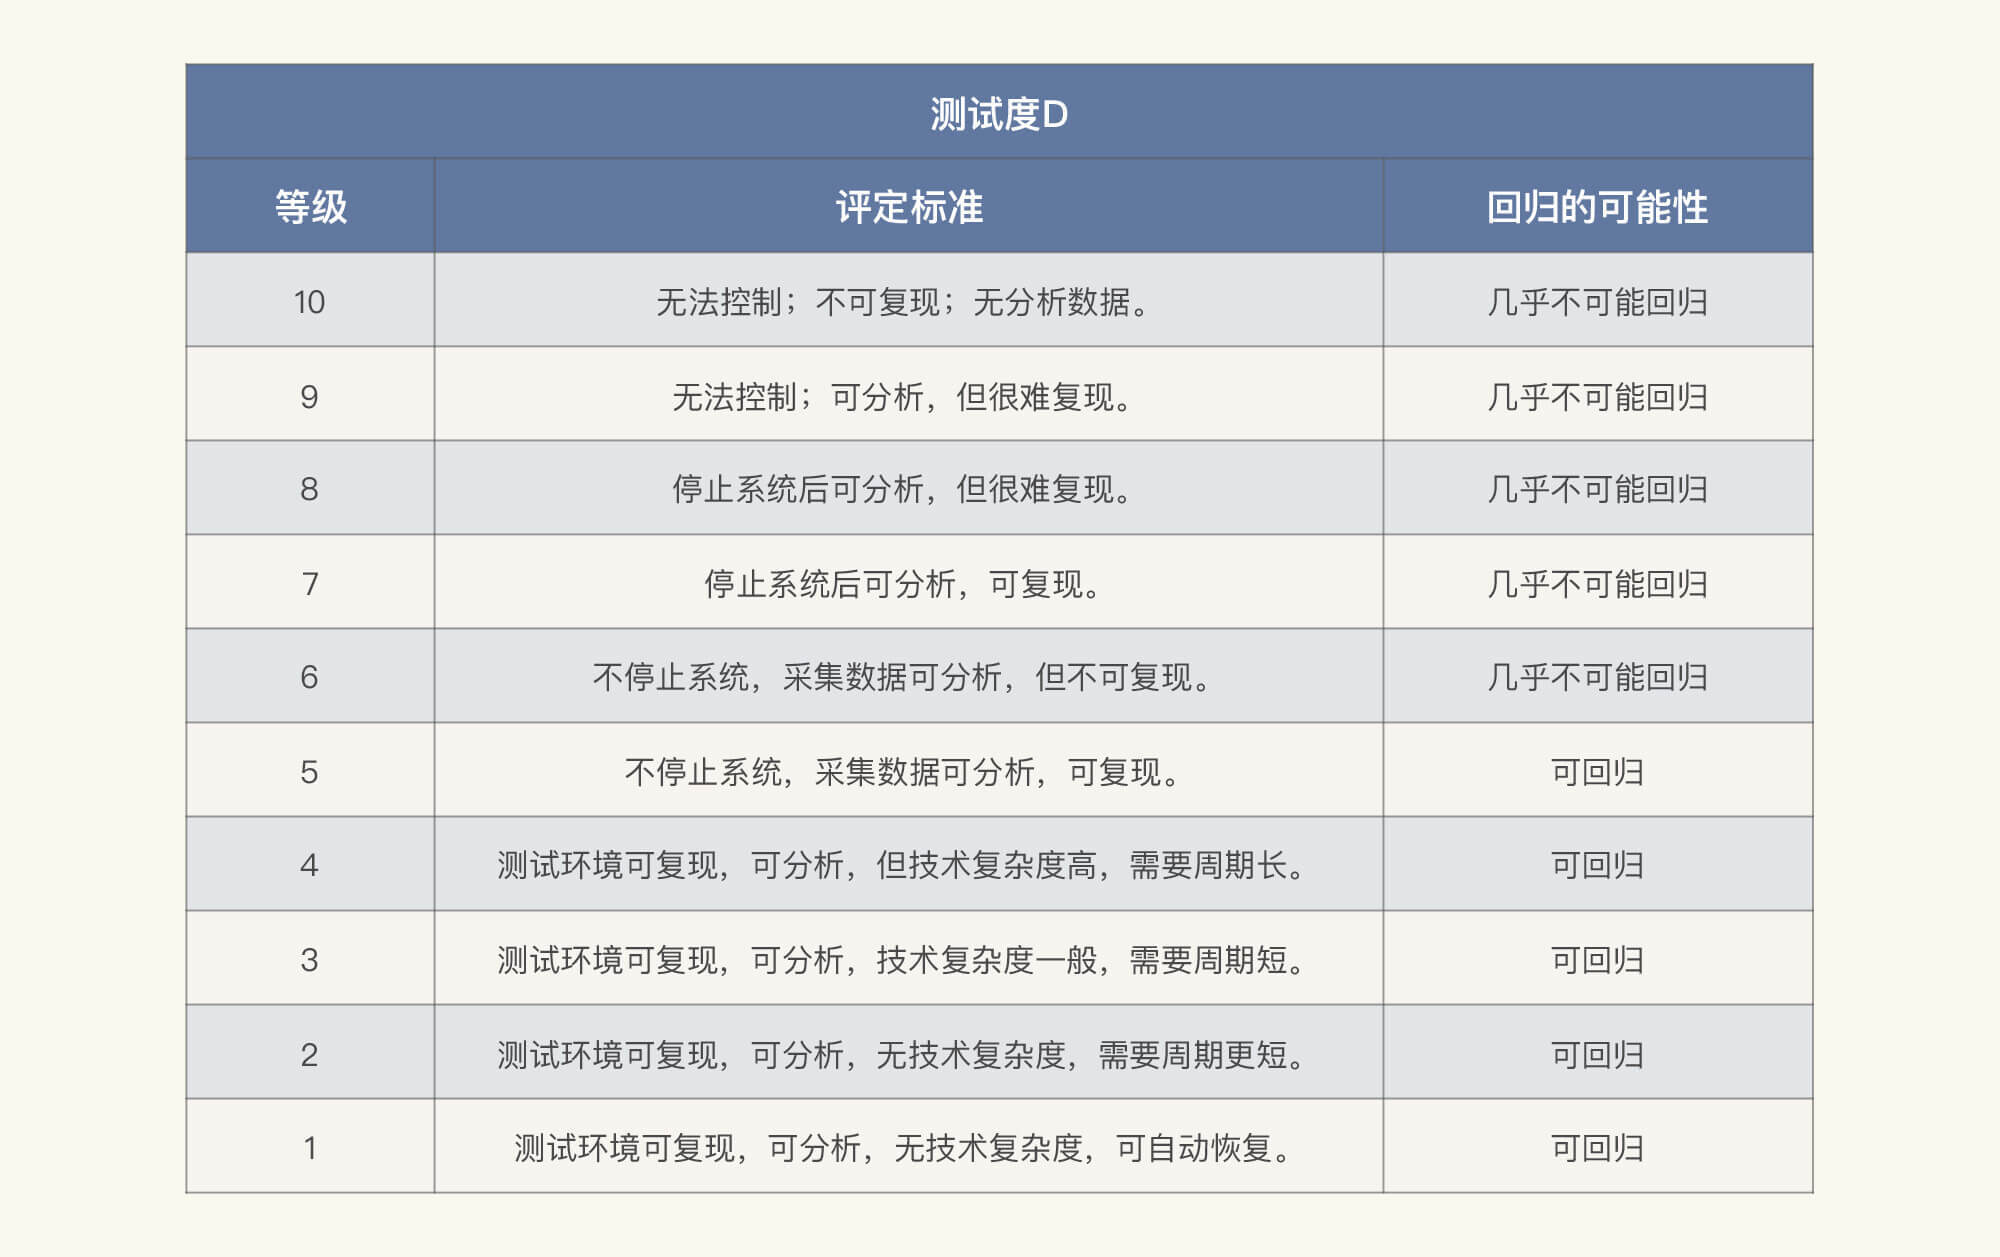 测试度D
等级 评定标准 回归的可能性
10 无法控制；不可复现；无分析数据。 几乎不可能回归
9 无法控制；可分析，但很难复现。 几乎不可能回归
8 停止系统后可分析，但很难复现。 几乎不可能回归
7 停止系统后可分析，可复现。 几乎不可能回归
6 不停止系统，采集数据可分析，但不可复现。 几乎不可能回归
5 不停止系统，采集数据可分析，可复现。 可回归
4 测试环境可复现，可分析，但技术复杂度高，需要周期长。 可回归
3 测试环境可复现，可分析，技术复杂度一般，需要周期短。 可回归
2 测试环境可复现，可分析，无技术复杂度，需要周期更短。 可回归
1 测试环境可复现，可分析，无技术复杂度，可自动恢复。 可回归